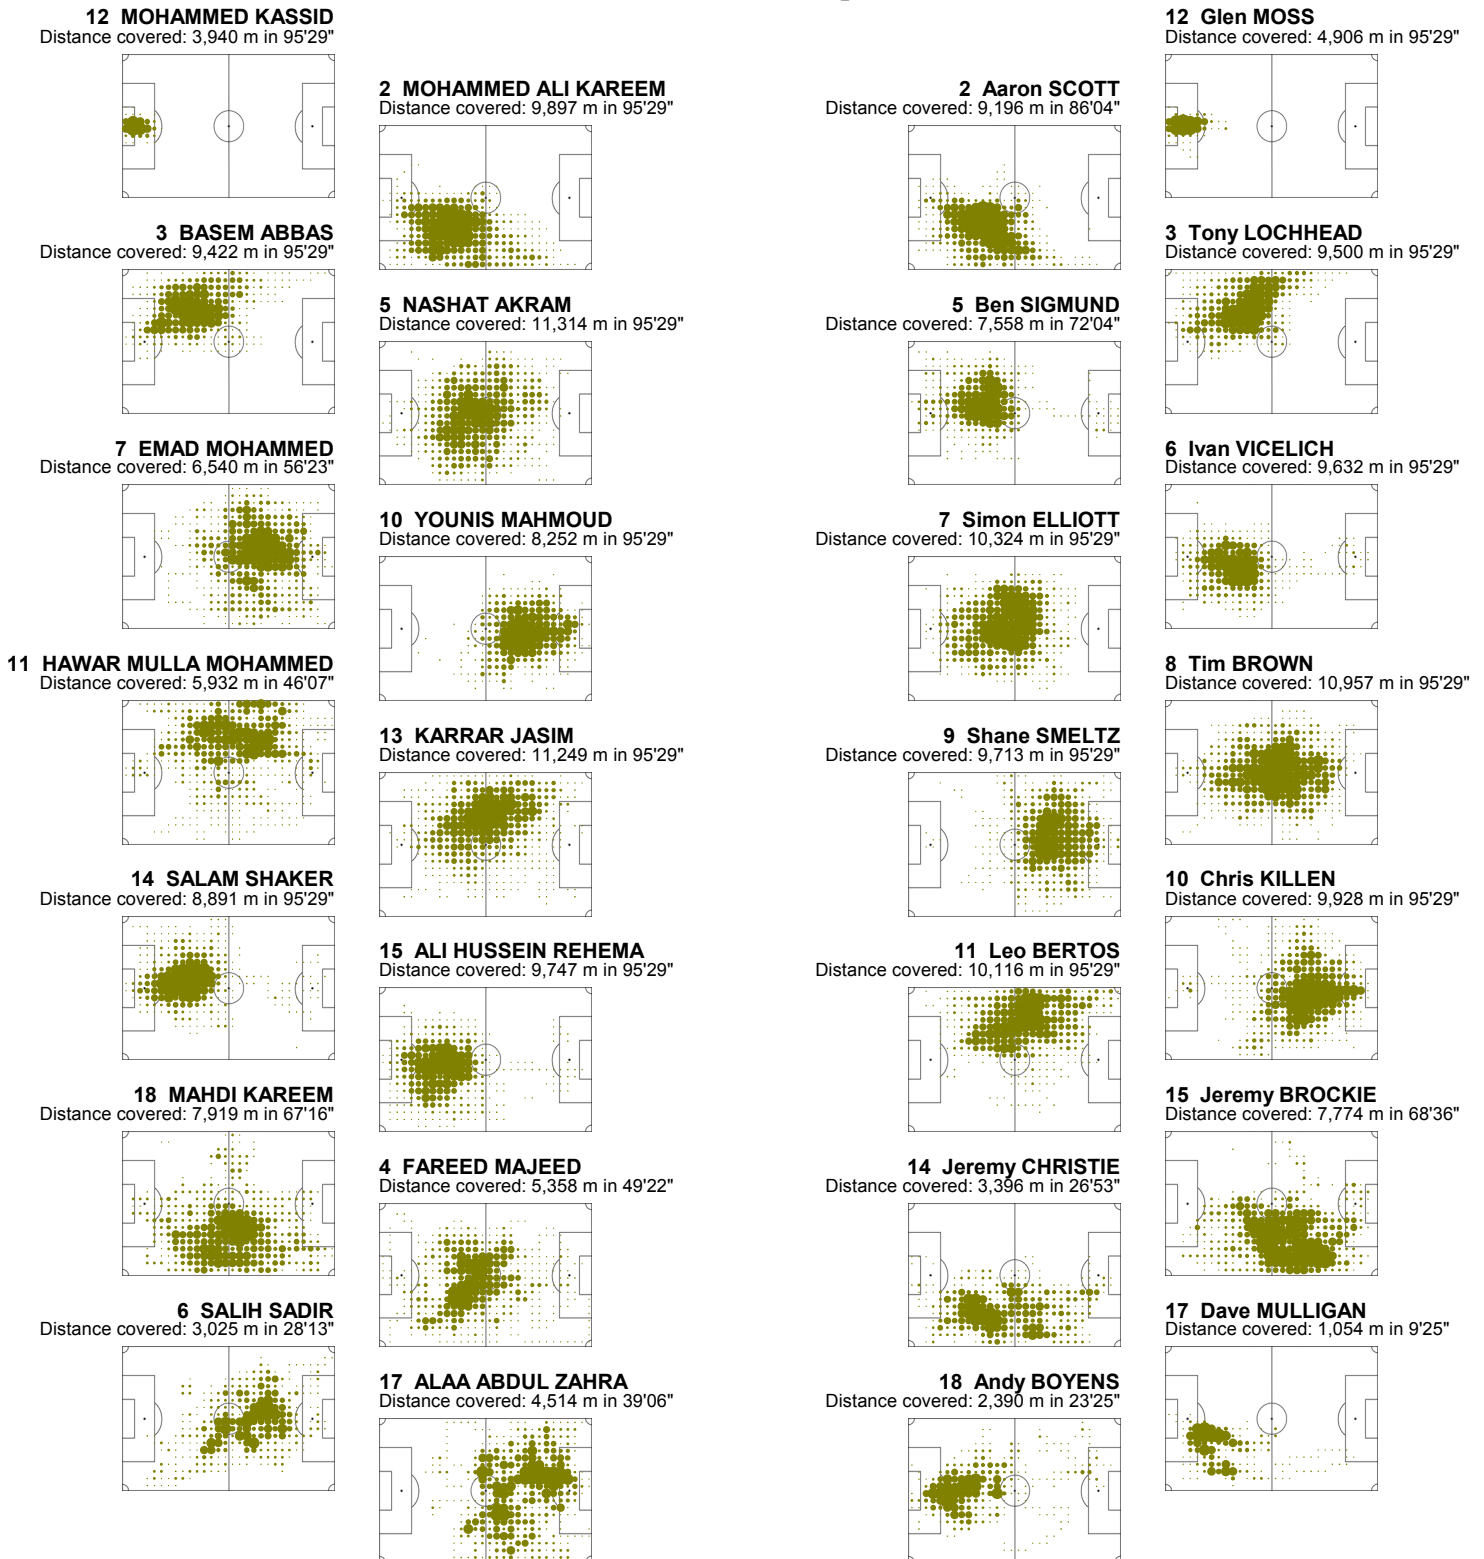 12 MOHAMMED KASSID
Distance covered: 3,940 m in 95'29"
2 MOHAMMED ALI KAREEM
Distance covered: 9,897 m in 95'29"
3 BASEM ABBAS
Distance covered: 9,422 m in 95'29"
5 NASHAT AKRAM
Distance covered: 11,314 m in 95'29"
7 EMAD MOHAMMED
Distance covered: 6,540 m in 56'23"
10 YOUNIS MAHMOUD
Distance covered: 8,252 m in 95'29"
11 HAWAR MULLA MOHAMMED
Distance covered: 5,932 m in 46'07"
13 KARRAR JASIM
Distance covered: 11,249 m in 95'29"
14 SALAM SHAKER
Distance covered: 8,891 m in 95'29"
15 ALI HUSSEIN REHEMA
Distance covered: 9,747 m in 95'29"
18 MAHDI KAREEM
Distance covered: 7,919 m in 67'16"
4 FAREED MAJEED
Distance covered: 5,358 m in 49'22"
6 SALIH SADIR
Distance covered: 3,025 m in 28'13"
17 ALAA ABDUL ZAHRA
Distance covered: 4,514 m in 39'06"
12 Glen MOSS
Distance covered: 4,906 m in 95'29"
2 Aaron SCOTT
Distance covered: 9,196 m in 86'04"
3 Tony LOCHHEAD
Distance covered: 9,500 m in 95'29"
5 Ben SIGMUND
Distance covered: 7,558 m in 72'04"
6 Ivan VICELICH
Distance covered: 9,632 m in 95'29"
7 Simon ELLIOTT
Distance covered: 10,324 m in 95'29"
8 Tim BROWN
Distance covered: 10,957 m in 95'29"
9 Shane SMELTZ
Distance covered: 9,713 m in 95'29"
10 Chris KILLEN
Distance covered: 9,928 m in 95'29"
11 Leo BERTOS
Distance covered: 10,116 m in 95'29"
15 Jeremy BROCKIE
Distance covered: 7,774 m in 68'36"
14 Jeremy CHRISTIE
Distance covered: 3,396 m in 26'53"
17 Dave MULLIGAN
Distance covered: 1,054 m in 9'25"
18 Andy BOYENS
Distance covered: 2,390 m in 23'25"